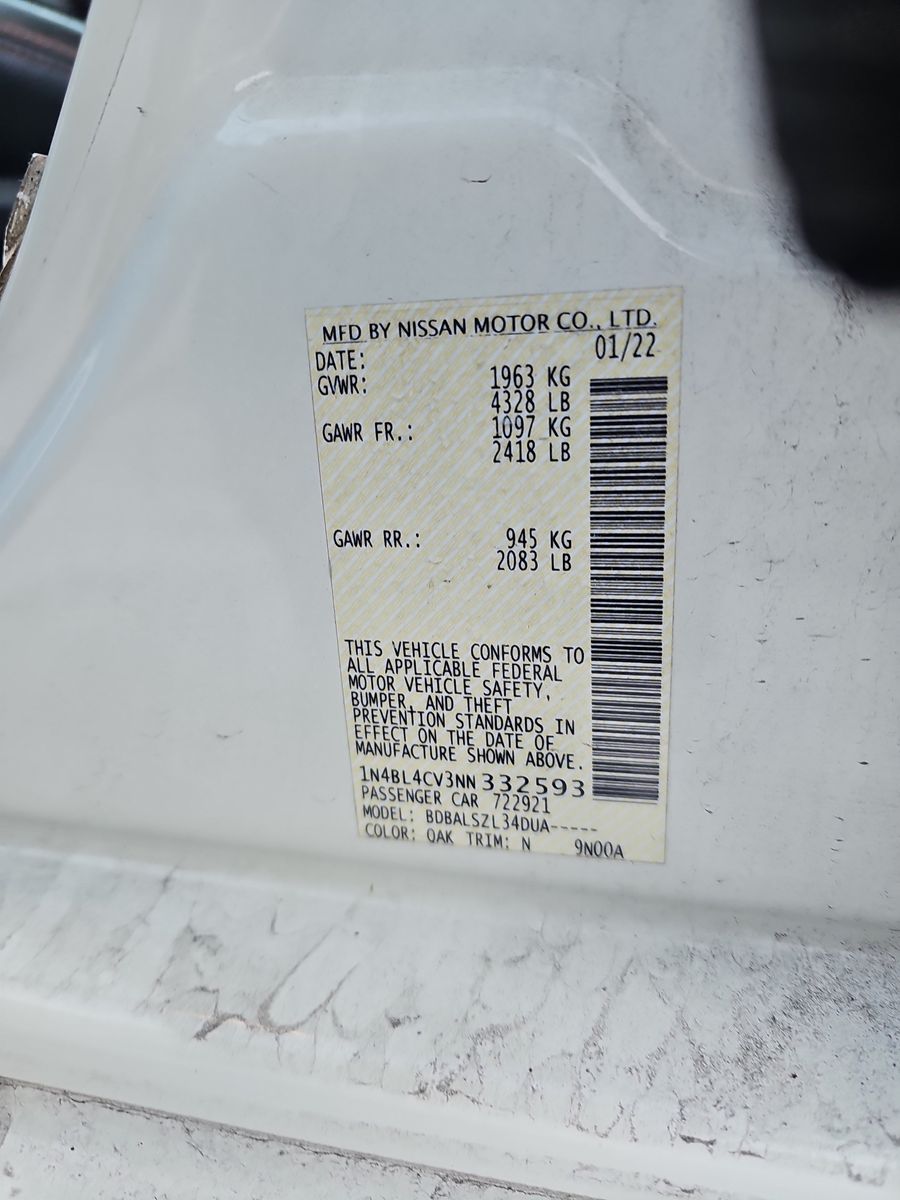 MFD BY NISSAN MOTOR CO., LTD.
DATE: 01/22
GVWR: 1963 KG
4328 LB
GAWR FR.: 1097 KG
2418 LB
GAWR RR.: 945 KG
2083 LB
THIS VEHICLE CONFORMS TO
ALL APPLICABLE FEDERAL
MOTOR VEHICLE SAFETY,
BUMPER, AND THEFT
PREVENTION STANDARDS IN
EFFECT ON THE DATE OF
MANUFACTURE SHOWN ABOVE.
1N4BL4CV3NN332593
PASSENGER CAR 722921
MODEL: BDBALSZL34DUA-----
COLOR: QAK TRIM: N 9N00A